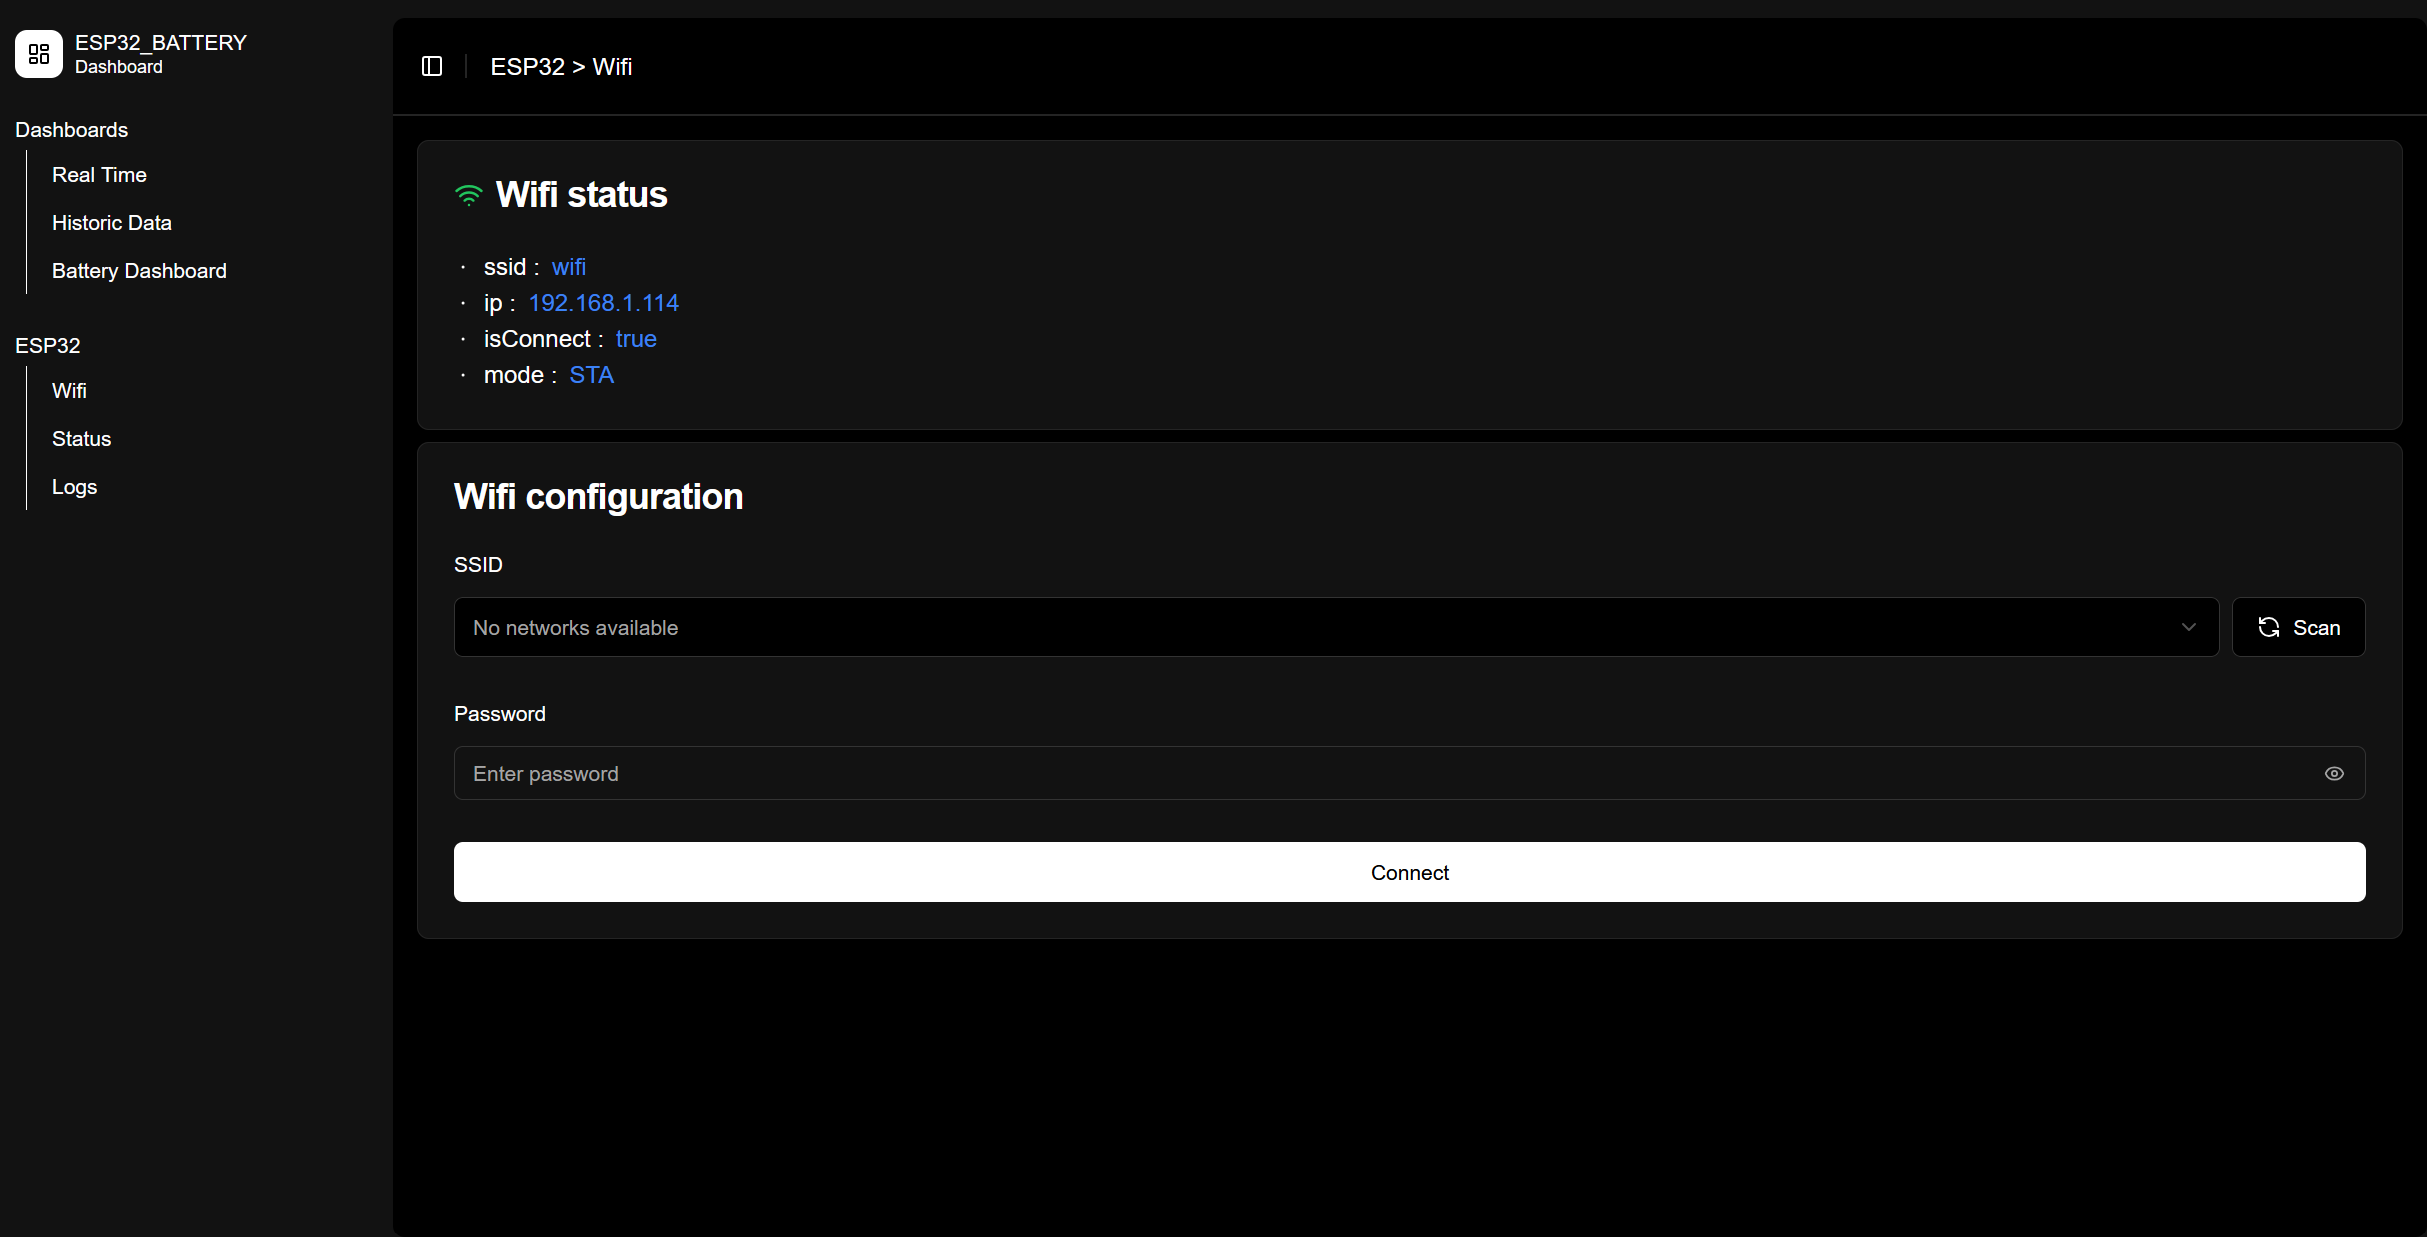 ESP32_BATTERY
Dashboard
Dashboards
Real Time
Historic Data
Battery Dashboard
ESP32
Wifi
Status
Logs
ESP32 > Wifi
Wifi status
· ssid : wifi
· ip : 192.168.1.114
· isConnect : true
· mode : STA
Wifi configuration
SSID
No networks available
Scan
Password
Enter password
Connect